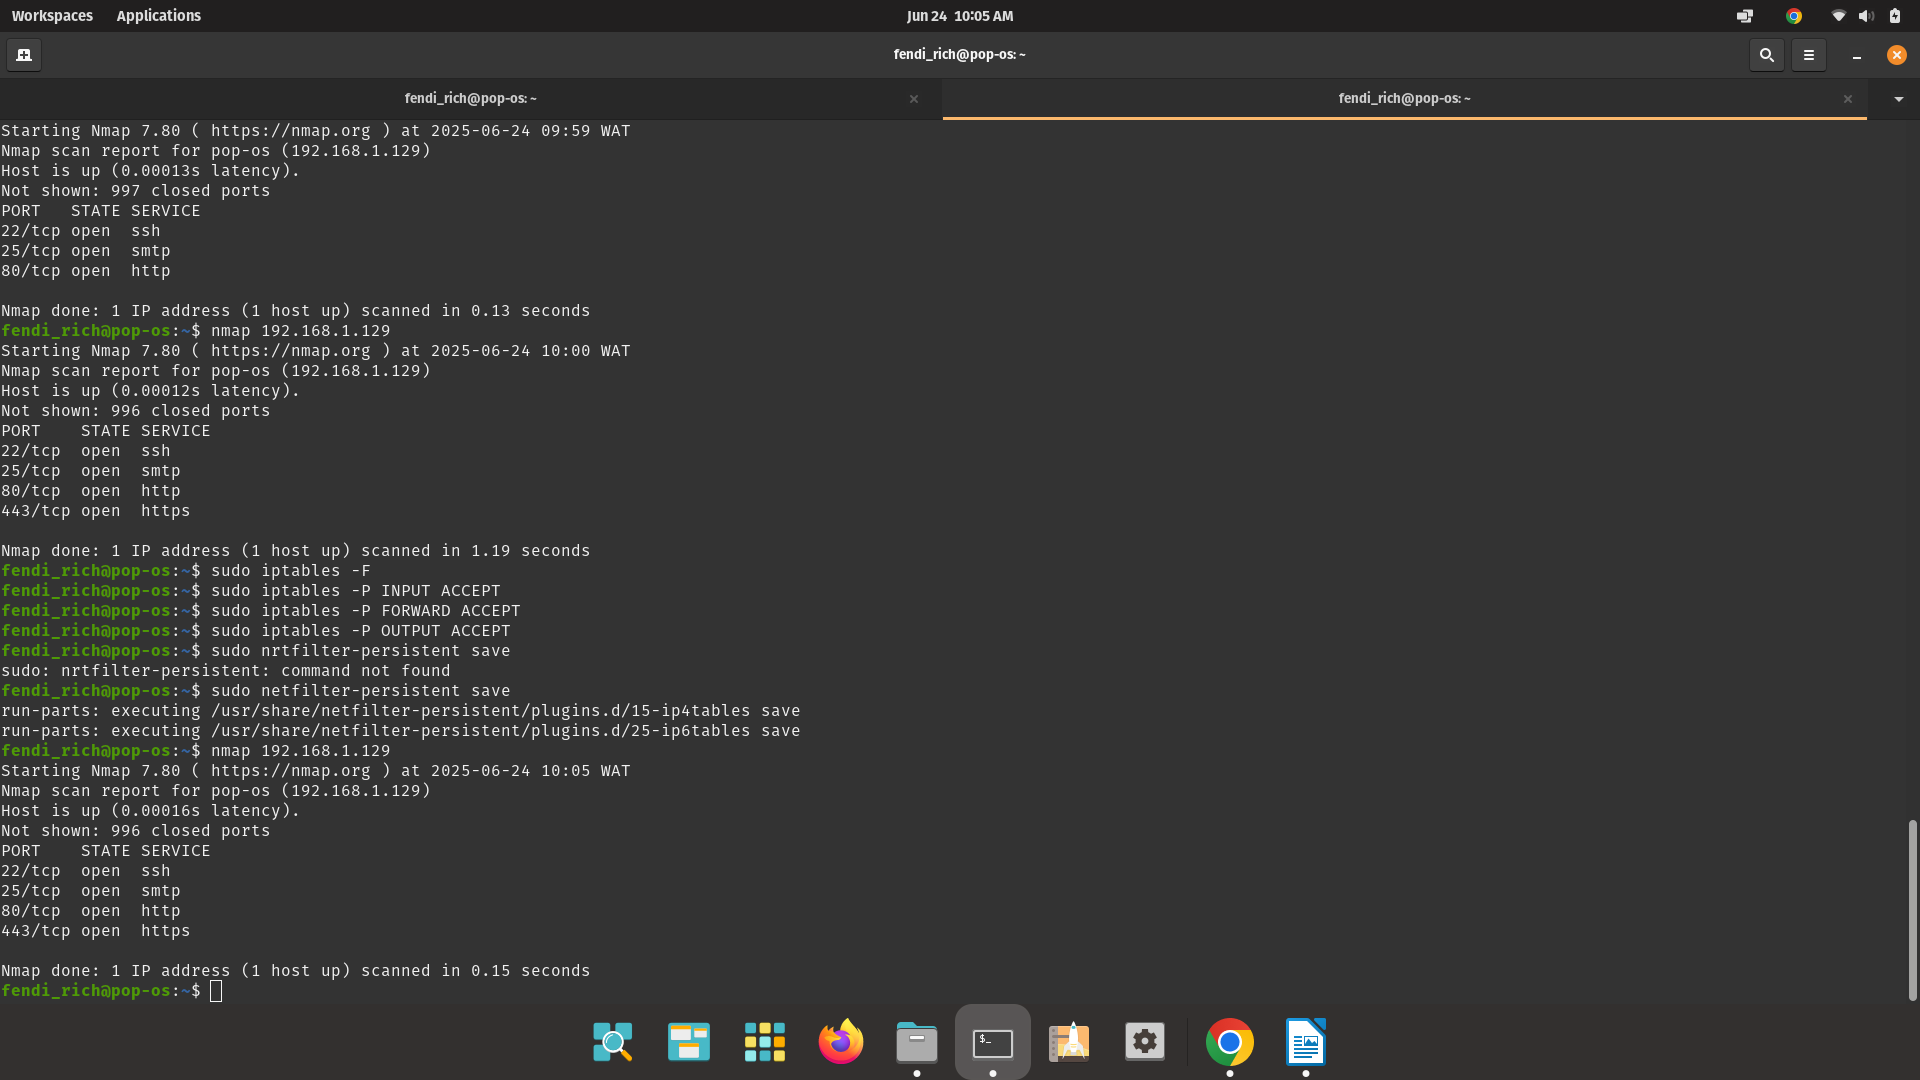 Workspaces Applications Jun 24 10:05 AM
fendi_rich@pop-os: ~
fendi_rich@pop-os: ~ × fendi_rich@pop-os: ~ ×
Starting Nmap 7.80 ( https://nmap.org ) at 2025-06-24 09:59 WAT
Nmap scan report for pop-os (192.168.1.129)
Host is up (0.00013s latency).
Not shown: 997 closed ports
PORT   STATE SERVICE
22/tcp open  ssh
25/tcp open  smtp
80/tcp open  http

Nmap done: 1 IP address (1 host up) scanned in 0.13 seconds
fendi_rich@pop-os:~$ nmap 192.168.1.129
Starting Nmap 7.80 ( https://nmap.org ) at 2025-06-24 10:00 WAT
Nmap scan report for pop-os (192.168.1.129)
Host is up (0.00012s latency).
Not shown: 996 closed ports
PORT    STATE SERVICE
22/tcp  open  ssh
25/tcp  open  smtp
80/tcp  open  http
443/tcp open  https

Nmap done: 1 IP address (1 host up) scanned in 1.19 seconds
fendi_rich@pop-os:~$ sudo iptables -F
fendi_rich@pop-os:~$ sudo iptables -P INPUT ACCEPT
fendi_rich@pop-os:~$ sudo iptables -P FORWARD ACCEPT
fendi_rich@pop-os:~$ sudo iptables -P OUTPUT ACCEPT
fendi_rich@pop-os:~$ sudo nrtfilter-persistent save
sudo: nrtfilter-persistent: command not found
fendi_rich@pop-os:~$ sudo netfilter-persistent save
run-parts: executing /usr/share/netfilter-persistent/plugins.d/15-ip4tables save
run-parts: executing /usr/share/netfilter-persistent/plugins.d/25-ip6tables save
fendi_rich@pop-os:~$ nmap 192.168.1.129
Starting Nmap 7.80 ( https://nmap.org ) at 2025-06-24 10:05 WAT
Nmap scan report for pop-os (192.168.1.129)
Host is up (0.00016s latency).
Not shown: 996 closed ports
PORT    STATE SERVICE
22/tcp  open  ssh
25/tcp  open  smtp
80/tcp  open  http
443/tcp open  https

Nmap done: 1 IP address (1 host up) scanned in 0.15 seconds
fendi_rich@pop-os:~$
$_